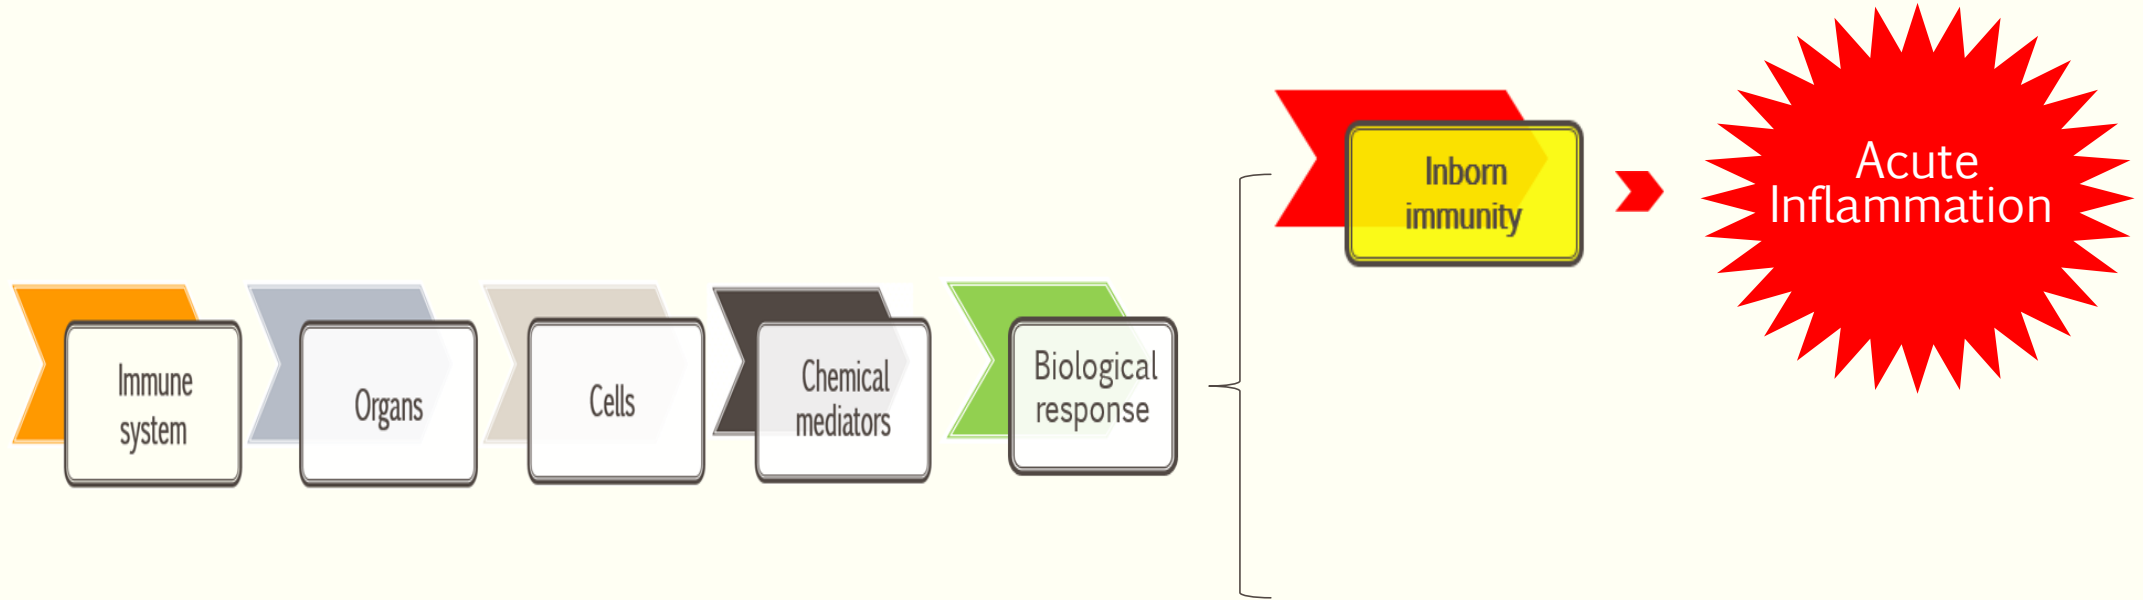 Immune
system
Organs
Cells
Chemical
mediators
Biological
response
Inborn
immunity
Acute
Inflammation